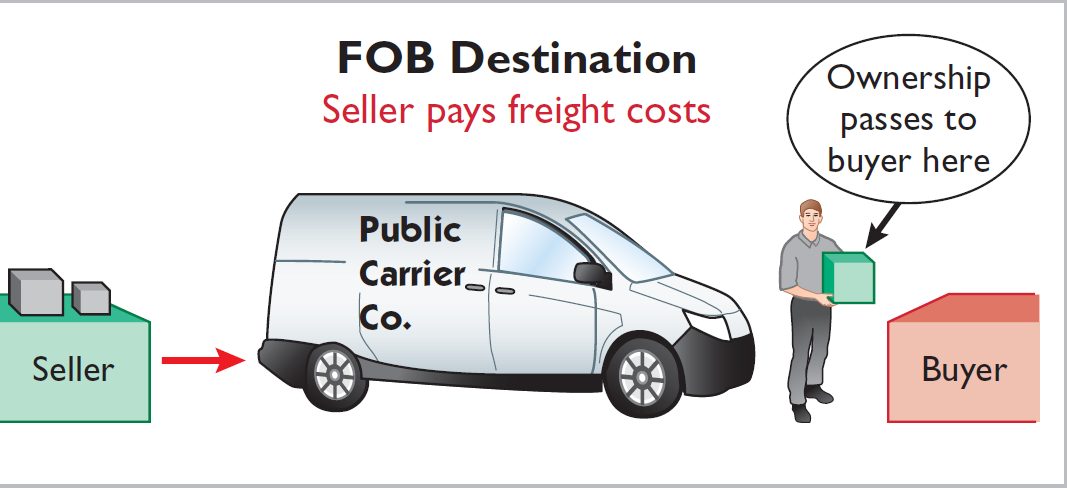 FOB Destination
Seller pays freight costs
Ownership
passes to
buyer here
Public
Carrier
Co.
Seller
Buyer